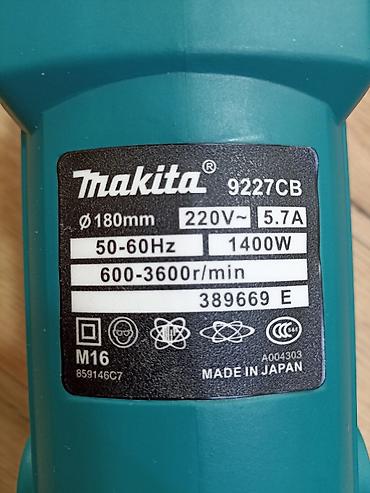 makita® 9227CB
Ø180mm 220V~ 5.7A
50-60Hz 1400W
600-3600r/min
389669 E
M16 A004303
859146C7 MADE IN JAPAN